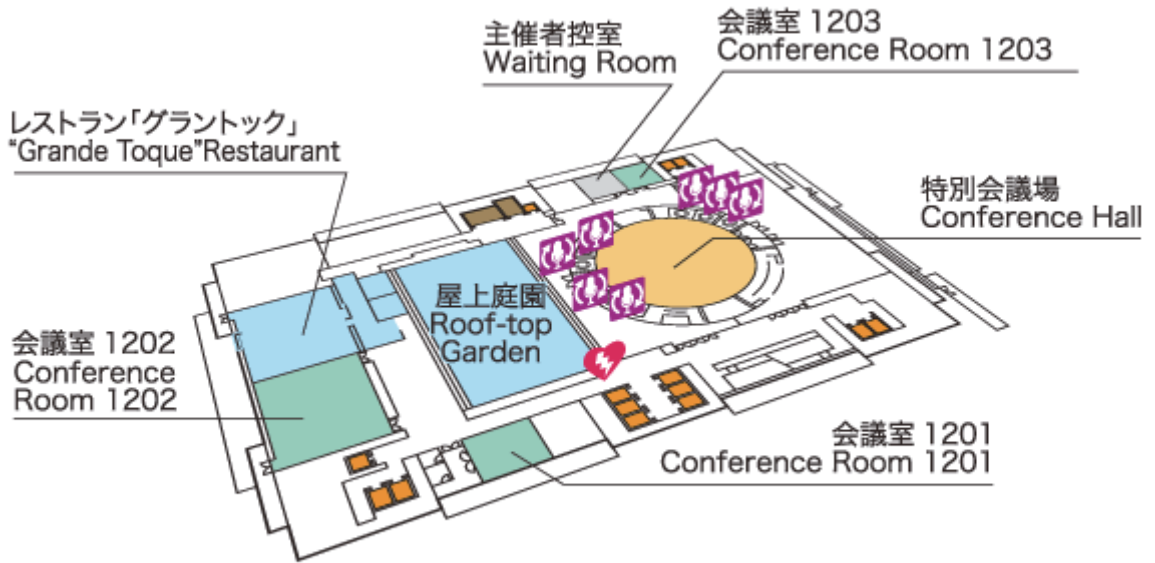 主催者控室
Waiting Room
会議室 1203
Conference Room 1203
レストラン「グラントック」
“Grande Toque”Restaurant
特別会議場
Conference Hall
屋上庭園
Roof-top
Garden
会議室 1202
Conference
Room 1202
会議室 1201
Conference Room 1201